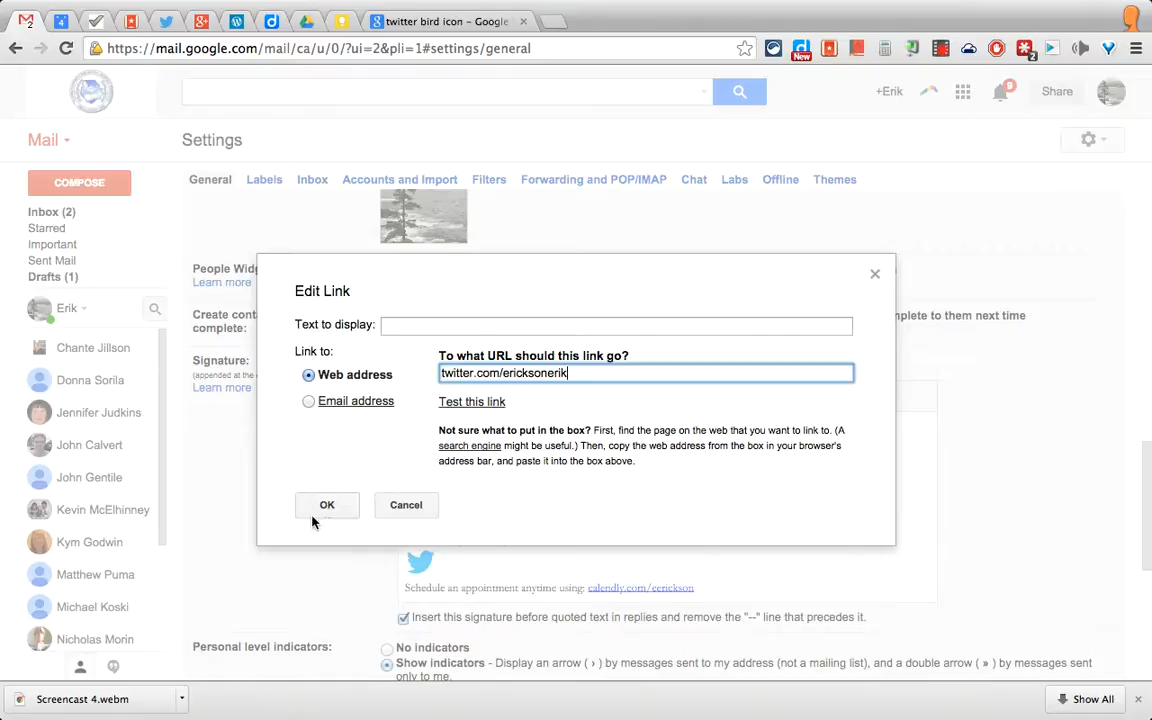 twitter bird icon - Google
https://mail.google.com/mail/ca/u/0/?ui=2&pli=1#settings/general
New
2
+Erik
9
Share
Mail
Settings
COMPOSE
General Labels Inbox Accounts and Import Filters Forwarding and POP/IMAP Chat Labs Offline Themes
Inbox (2)
Starred
Important
Sent Mail
Drafts (1)
Erik
Chante Jillson
Donna Sorila
Jennifer Judkins
John Calvert
John Gentile
Kevin McElhinney
Kym Godwin
Matthew Puma
Michael Koski
Nicholas Morin
People Widg
Learn more
Create cont
complete:
mplete to them next time
Signature:
(appended at the e
Learn more
Edit Link
Text to display:
Link to:
Web address
Email address
To what URL should this link go?
twitter.com/ericksonerik
Test this link
Not sure what to put in the box? First, find the page on the web that you want to link to. (A
search engine might be useful.) Then, copy the web address from the box in your browser's
address bar, and paste it into the box above.
OK Cancel
Schedule an appointment anytime using: calendly.com/eerickson
Insert this signature before quoted text in replies and remove the "--" line that precedes it.
Personal level indicators:
No indicators
Show indicators - Display an arrow ( › ) by messages sent to my address (not a mailing list), and a double arrow ( » ) by messages sent
only to me.
Screencast 4.webm
Show All